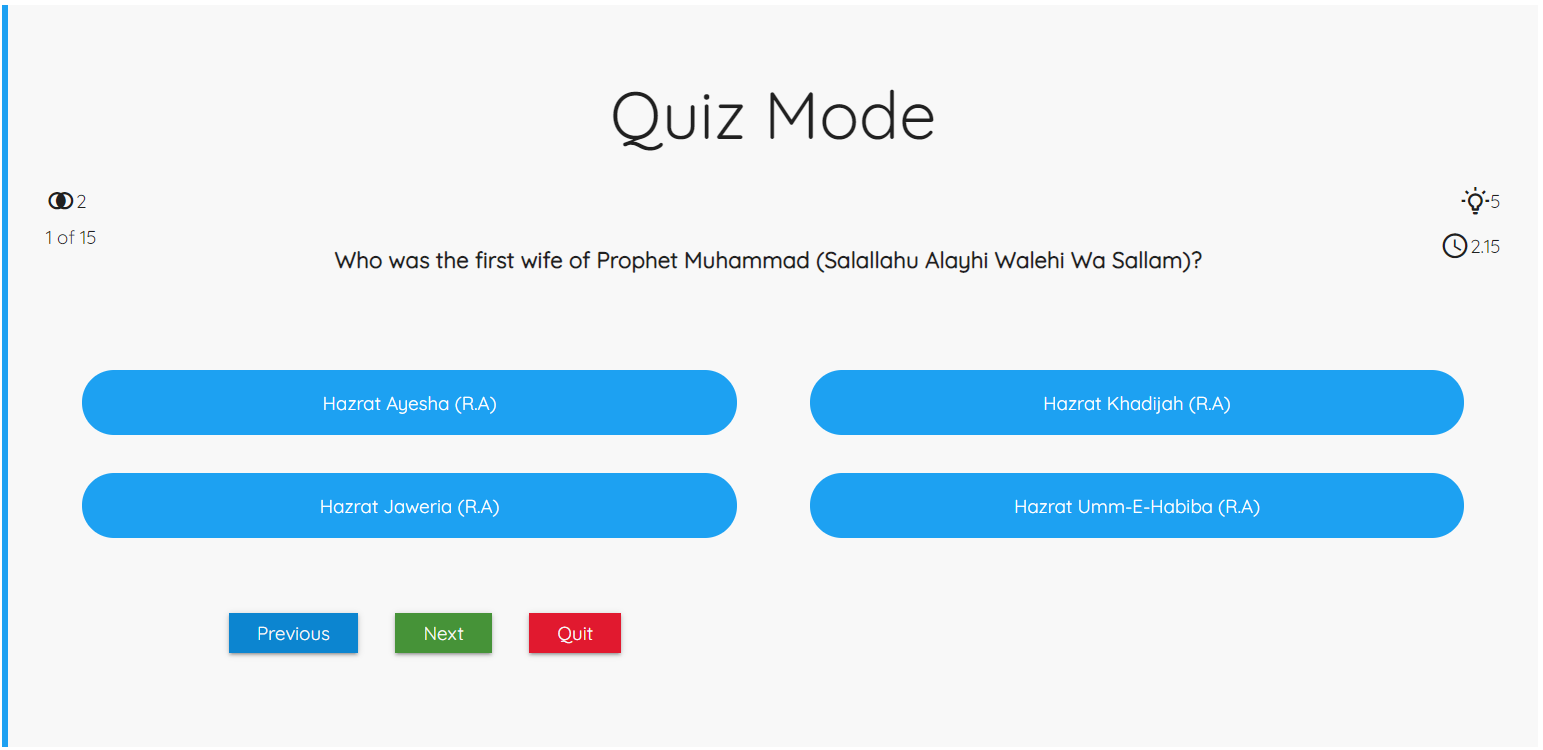 Quiz Mode
2
5
1 of 15
2.15
Who was the first wife of Prophet Muhammad (Salallahu Alayhi Walehi Wa Sallam)?
Hazrat Ayesha (R.A)
Hazrat Khadijah (R.A)
Hazrat Jaweria (R.A)
Hazrat Umm-E-Habiba (R.A)
Previous
Next
Quit